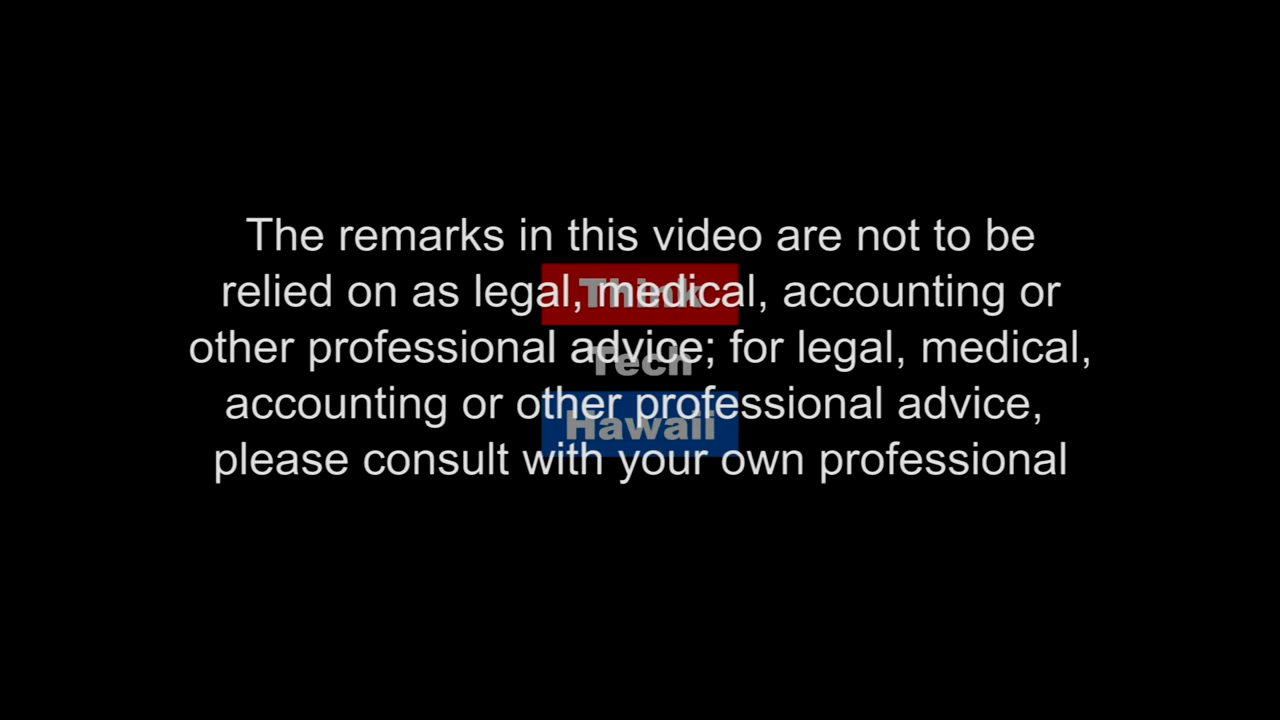 The remarks in this video are not to be
relied on as legal, medical, accounting or
other professional advice; for legal, medical,
accounting or other professional advice,
please consult with your own professional
Think
Tech
Hawaii